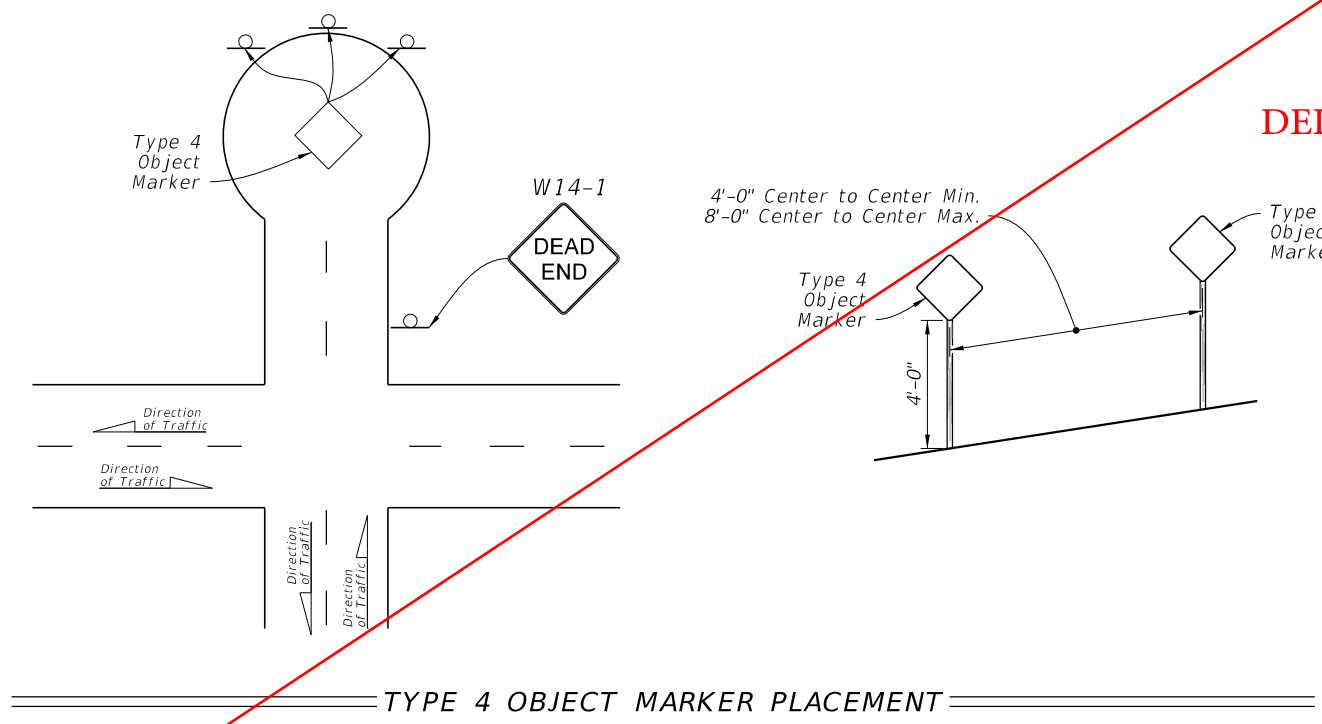 Type 4
Object
Marker
W14-1
DEAD
END
Direction
of Traffic
Direction
of Traffic
Direction
of Traffic
Direction
of Traffic
4'-0" Center to Center Min.
8'-0" Center to Center Max.
Type 4
Object
Marker
4'-0"
Type
TYPE 4 OBJECT MARKER PLACEMENT